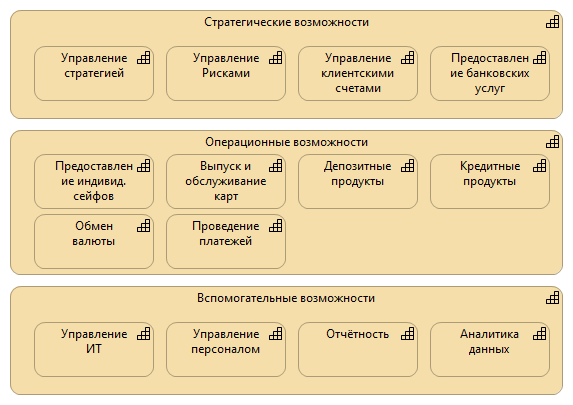 Стратегические возможности
Управление
стратегией
Управление
Рисками
Управление
клиентскими
счетами
Предоставлен
ие банковских
услуг
Операционные возможности
Предоставлен
ие индивид.
сейфов
Выпуск и
обслуживание
карт
Депозитные
продукты
Кредитные
продукты
Обмен
валюты
Проведение
платежей
Вспомогательные возможности
Управление
ИТ
Управление
персоналом
Отчётность
Аналитика
данных